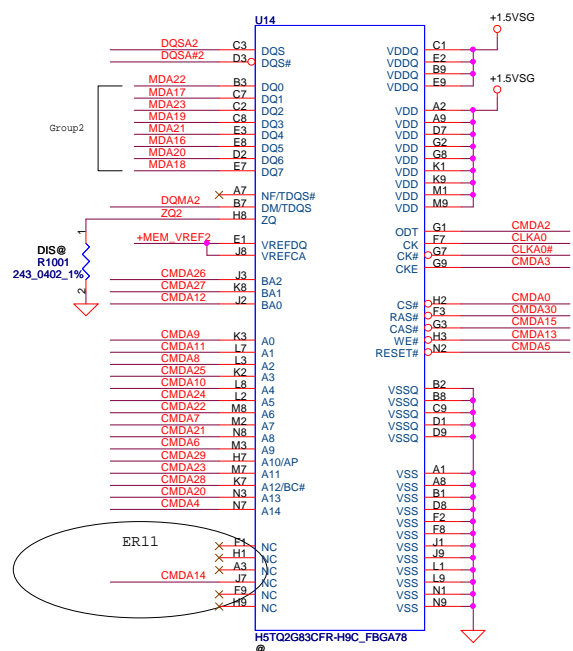 U14
+1.5VSG
DQSA2 C3 DQS VDDQ C1
DQSA#2 D3 DQS# VDDQ E2
VDDQ B9
MDA22 B3 DQ0 VDDQ E9
+1.5VSG
MDA17 C7 DQ1
MDA23 C2 DQ2 VDD A2
MDA19 C8 DQ3 VDD A9
Group2
MDA21 E3 DQ4 VDD D7
MDA16 E8 DQ5 VDD G2
MDA20 D2 DQ6 VDD G8
MDA18 E7 DQ7 VDD K1
VDD K9
A7 NF/TDQS# VDD M1
DQMA2 B7 DM/TDQS VDD M9
ZQ2 H8 ZQ
1
ODT G1 CMDA2
+MEM_VREF2 E1 VREFDQ CK F7 CLKA0
J8 VREFCA CK# G7 CLKA0#
CKE G9 CMDA3
DIS@
R1001
243_0402_1%
2
CMDA26 J3 BA2
CMDA27 K8 BA1
CMDA12 J2 BA0
CS# H2 CMDA0
RAS# F3 CMDA30
CAS# G3 CMDA15
WE# H3 CMDA13
RESET# N2 CMDA5
CMDA9 K3 A0
CMDA11 L7 A1
CMDA8 L3 A2
CMDA25 K2 A3
CMDA10 L8 A4
CMDA24 L2 A5
CMDA22 M8 A6
CMDA7 M2 A7
CMDA21 N8 A8
CMDA6 M3 A9
CMDA29 H7 A10/AP
CMDA23 M7 A11
CMDA28 K7 A12/BC#
CMDA20 N3 A13
CMDA4 N7 A14
VSSQ B2
VSSQ B8
VSSQ C9
VSSQ D1
VSSQ D9
VSS A1
VSS A8
VSS B1
VSS D8
VSS F2
VSS F8
VSS J1
VSS J9
VSS L1
VSS L9
VSS N1
VSS N9
ER11
F1 NC
H1 NC
A3 NC
CMDA14 J7 NC
F9 NC
H9 NC
H5TQ2G83CFR-H9C_FBGA78
@